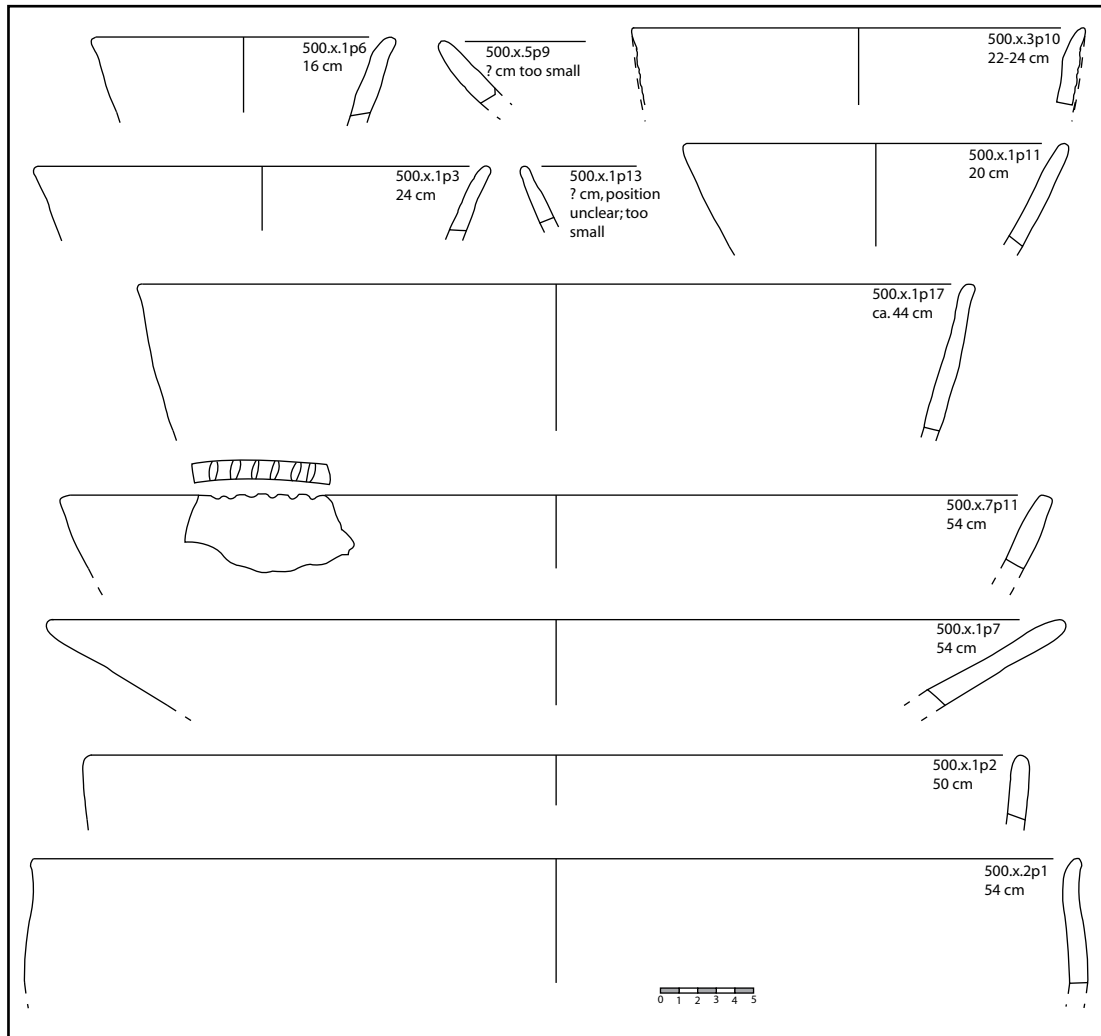 500.x.1p6
16 cm
500.x.5p9
? cm too small
500.x.3p10
22-24 cm
500.x.1p3
24 cm
500.x.1p13
? cm, position
unclear; too
small
500.x.1p11
20 cm
500.x.1p17
ca. 44 cm
500.x.7p11
54 cm
500.x.1p7
54 cm
500.x.1p2
50 cm
500.x.2p1
54 cm
0 1 2 3 4 5